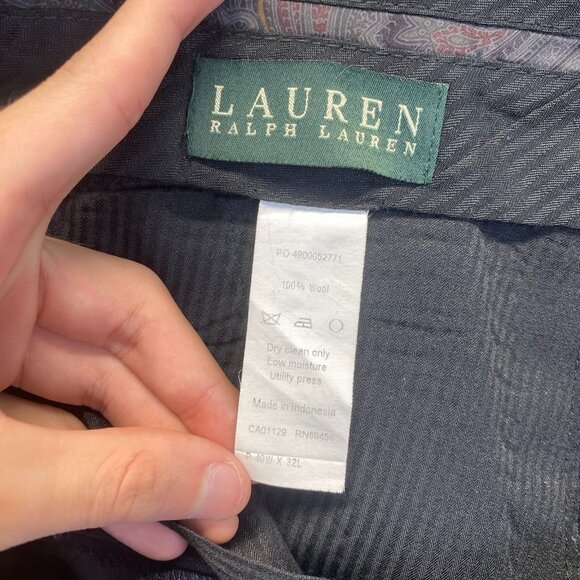 LAUREN
RALPH LAUREN
PO 4900052771
100% Wool
Dry clean only
Low moisture
Utility press
Made in Indonesia
CA01129 RN69456
P 40W X 32L